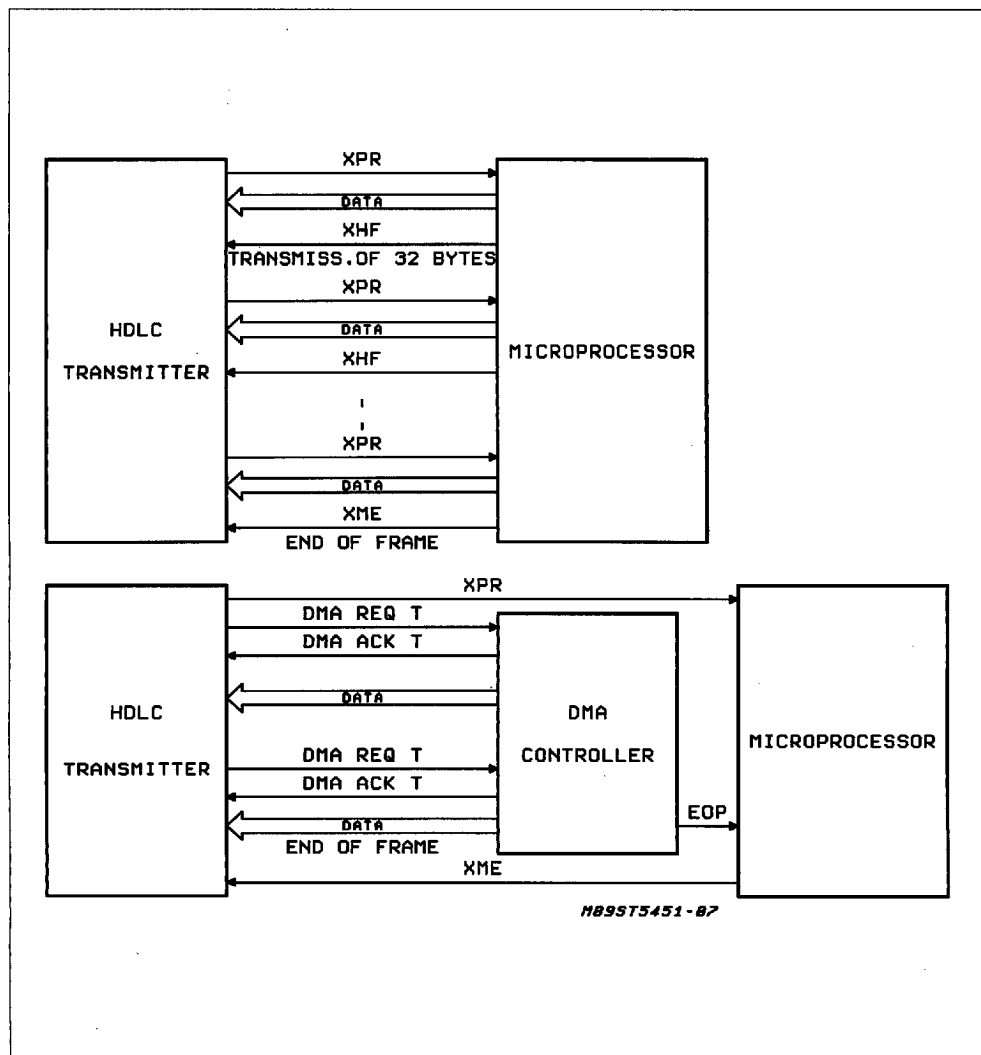 XPR
DATA
XHF
TRANSMISS.OF 32 BYTES
XPR
DATA
XHF
HDLC
TRANSMITTER
MICROPROCESSOR
XPR
DATA
XME
END OF FRAME
XPR
DMA REQ T
DMA ACK T
DATA
HDLC
TRANSMITTER
DMA
CONTROLLER
MICROPROCESSOR
DMA REQ T
DMA ACK T
DATA
EOP
END OF FRAME
XME
M89ST5451-07